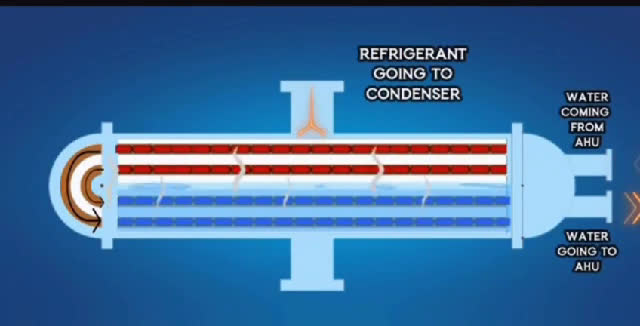 REFRIGERANT
GOING TO
CONDENSER
WATER
COMING
FROM
AHU
WATER
GOING TO
AHU